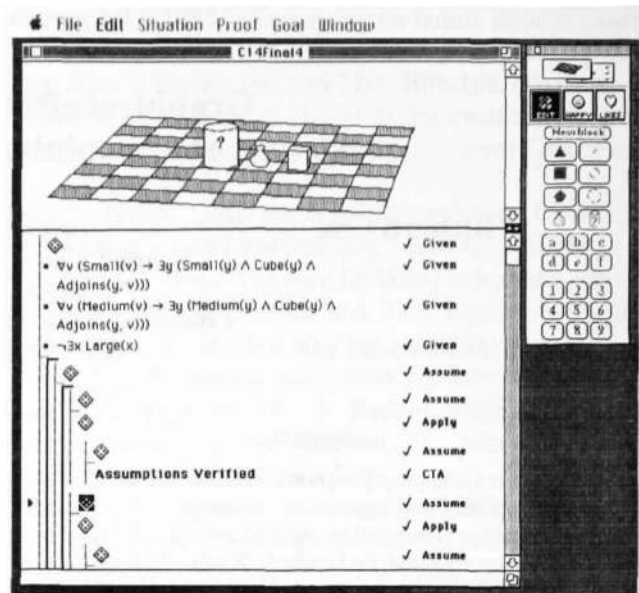 File Edit Situation Proof Goal Window
C14Final4
?
✓ Given
▪ ∀v (Small(v) → ∃y (Small(y) ∧ Cube(y) ∧ ✓ Given
Adjoins(y, v)))
▪ ∀v (Medium(v) → ∃y (Medium(y) ∧ Cube(y) ∧ ✓ Given
Adjoins(y, v)))
▪ ¬∃x Large(x) ✓ Given
✓ Assume
✓ Assume
✓ Apply
✓ Assume
Assumptions Verified ✓ CTA
✓ Assume
✓ Apply
✓ Assume
HAPPY LIKES
New block
a b c
d e f
1 2 3
4 5 6
7 8 9